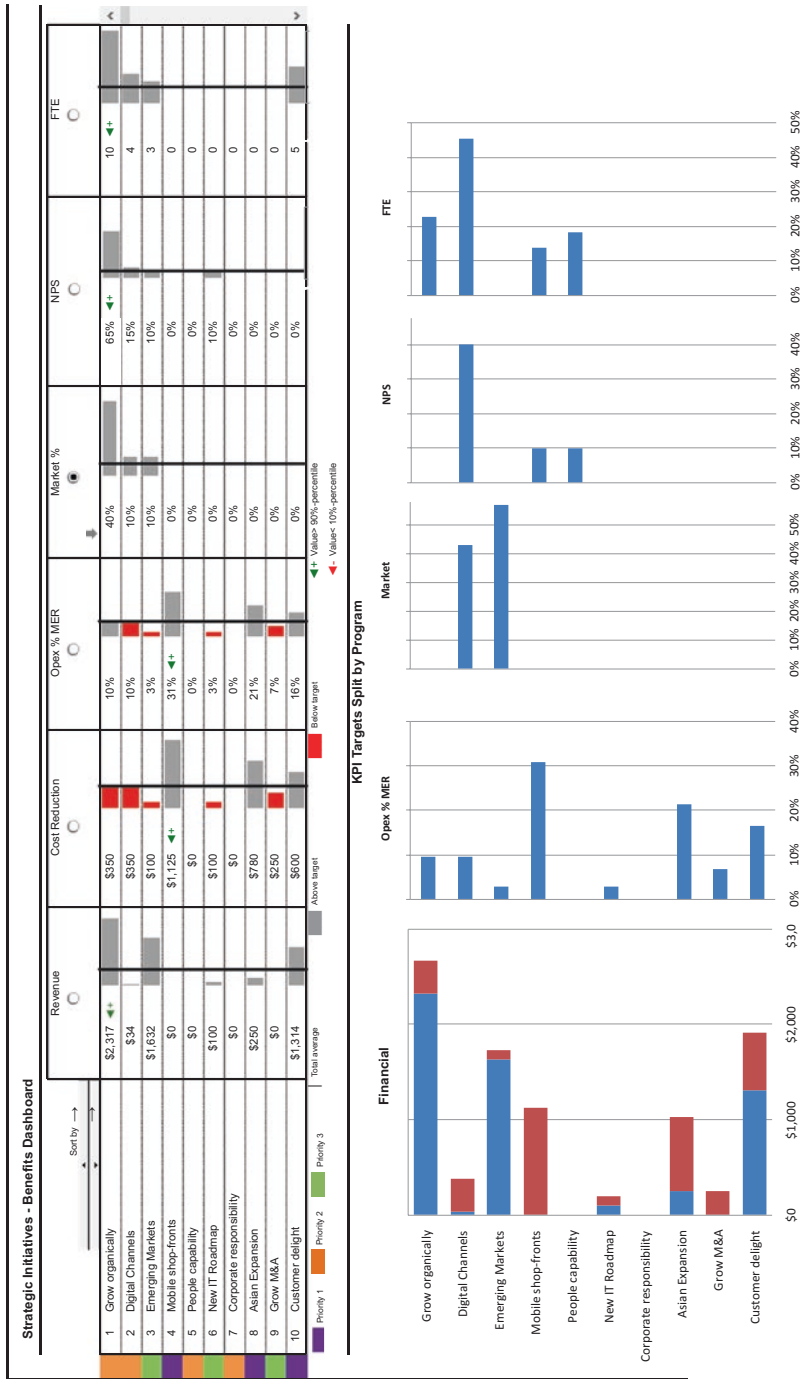 Strategic Initiatives - Benefits Dashboard
Sort by →
Revenue Cost Reduction Opex % MER Market % NPS FTE
1 Grow organically $2,317 + $350 10% 40% 65% + 10 +
2 Digital Channels $34 $350 10% 10% 15% 4
3 Emerging Markets $1,632 $100 3% 10% 10% 3
4 Mobile shop-fronts $0 $1,125 + 31% + 0% 0% 0
5 People capability $0 $0 0% 0% 0% 0
6 New IT Roadmap $100 $100 3% 0% 10% 0
7 Corporate responsibility $0 $0 0% 0% 0% 0
8 Asian Expansion $250 $780 21% 0% 0% 0
9 Grow M&A $0 $250 7% 0% 0% 0
10 Customer delight $1,314 $600 16% 0% 0% 5
Priority 1 Priority 2 Priority 3 Total average Above target Below target + Value> 90%-percentile
- Value< 10%-percentile
KPI Targets Split by Program
Financial Opex % MER Market NPS FTE
Grow organically
Digital Channels
Emerging Markets
Mobile shop-fronts
People capability
New IT Roadmap
Corporate responsibility
Asian Expansion
Grow M&A
Customer delight
$0 $1,000 $2,000 $3,0
0% 10% 20% 30% 40%
0% 10% 20% 30% 40% 50%
0% 10% 20% 30% 40%
0% 10% 20% 30% 40% 50%